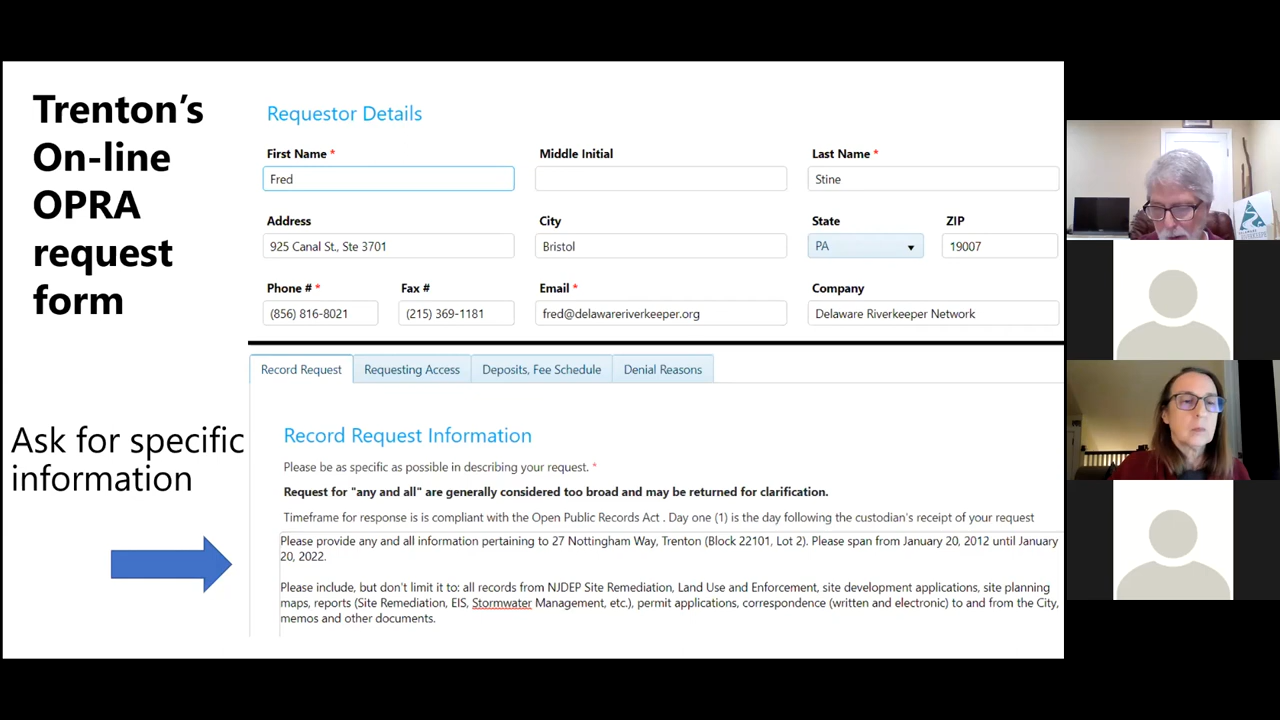 Trenton's
On-line
OPRA
request
form
Requestor Details
First Name *
Middle Initial
Last Name *
Fred
Stine
Address
City
State
ZIP
925 Canal St., Ste 3701
Bristol
PA
19007
Phone # *
Fax #
Email *
Company
(856) 816-8021
(215) 369-1181
fred@delawareriverkeeper.org
Delaware Riverkeeper Network
Record Request
Requesting Access
Deposits, Fee Schedule
Denial Reasons
Ask for specific
information
Record Request Information
Please be as specific as possible in describing your request. *
Request for "any and all" are generally considered too broad and may be returned for clarification.
Timeframe for response is is compliant with the Open Public Records Act . Day one (1) is the day following the custodian's receipt of your request
Please provide any and all information pertaining to 27 Nottingham Way, Trenton (Block 22101, Lot 2). Please span from January 20, 2012 until January
20, 2022.
Please include, but don't limit it to: all records from NJDEP Site Remediation, Land Use and Enforcement, site development applications, site planning
maps, reports (Site Remediation, EIS, Stormwater Management, etc.), permit applications, correspondence (written and electronic) to and from the City,
memos and other documents.